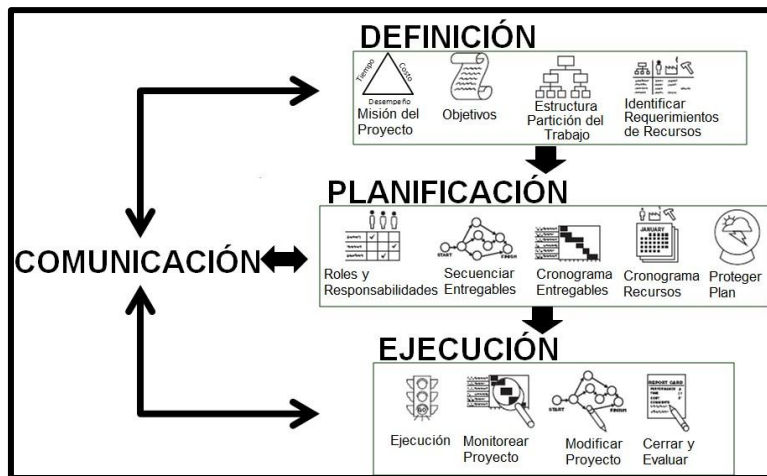 DEFINICIÓN
Tiempo
Costo
Desempeño
Misión del
Proyecto
Objetivos
Estructura
Partición del
Trabajo
Identificar
Requerimientos
de Recursos
PLANIFICACIÓN
COMUNICACIÓN
START
FINISH
JANUARY
Roles y
Responsabilidades
Secuenciar
Entregables
Cronograma
Entregables
Cronograma
Recursos
Proteger
Plan
EJECUCIÓN
GO
START
FINISH
REPORT CARD
Ejecución
Monitorear
Proyecto
Modificar
Proyecto
Cerrar y
Evaluar